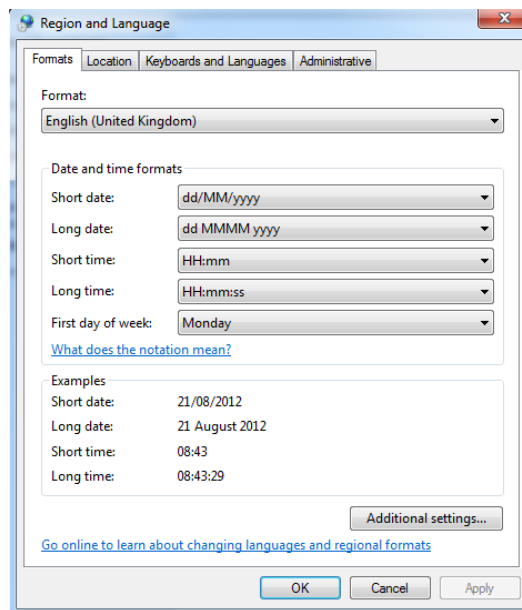 Region and Language
Formats Location Keyboards and Languages Administrative
Format:
English (United Kingdom)
Date and time formats
Short date: dd/MM/yyyy
Long date: dd MMMM yyyy
Short time: HH:mm
Long time: HH:mm:ss
First day of week: Monday
What does the notation mean?
Examples
Short date: 21/08/2012
Long date: 21 August 2012
Short time: 08:43
Long time: 08:43:29
Additional settings...
Go online to learn about changing languages and regional formats
OK Cancel Apply